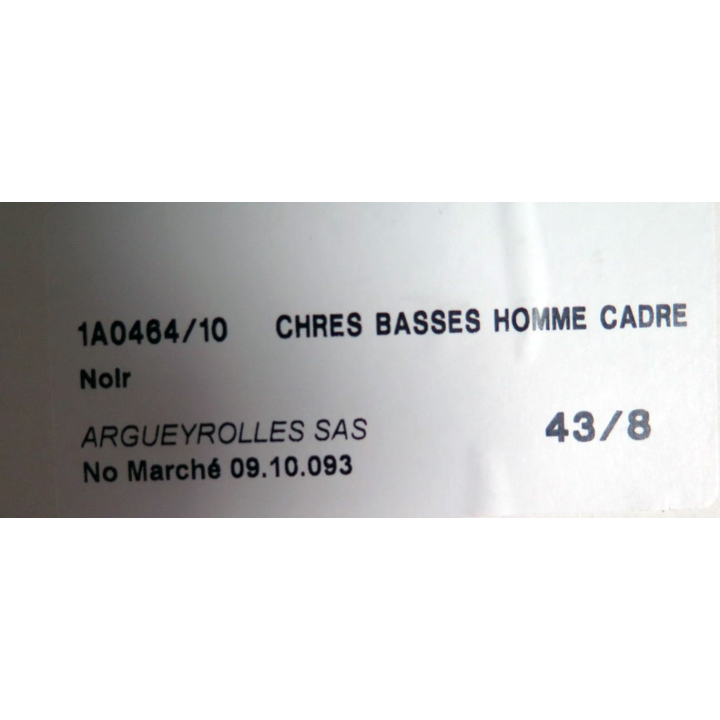 1A0464/10 CHRES BASSES HOMME CADRE
Noir
ARGUEYROLLES SAS 43/8
No Marché 09.10.093